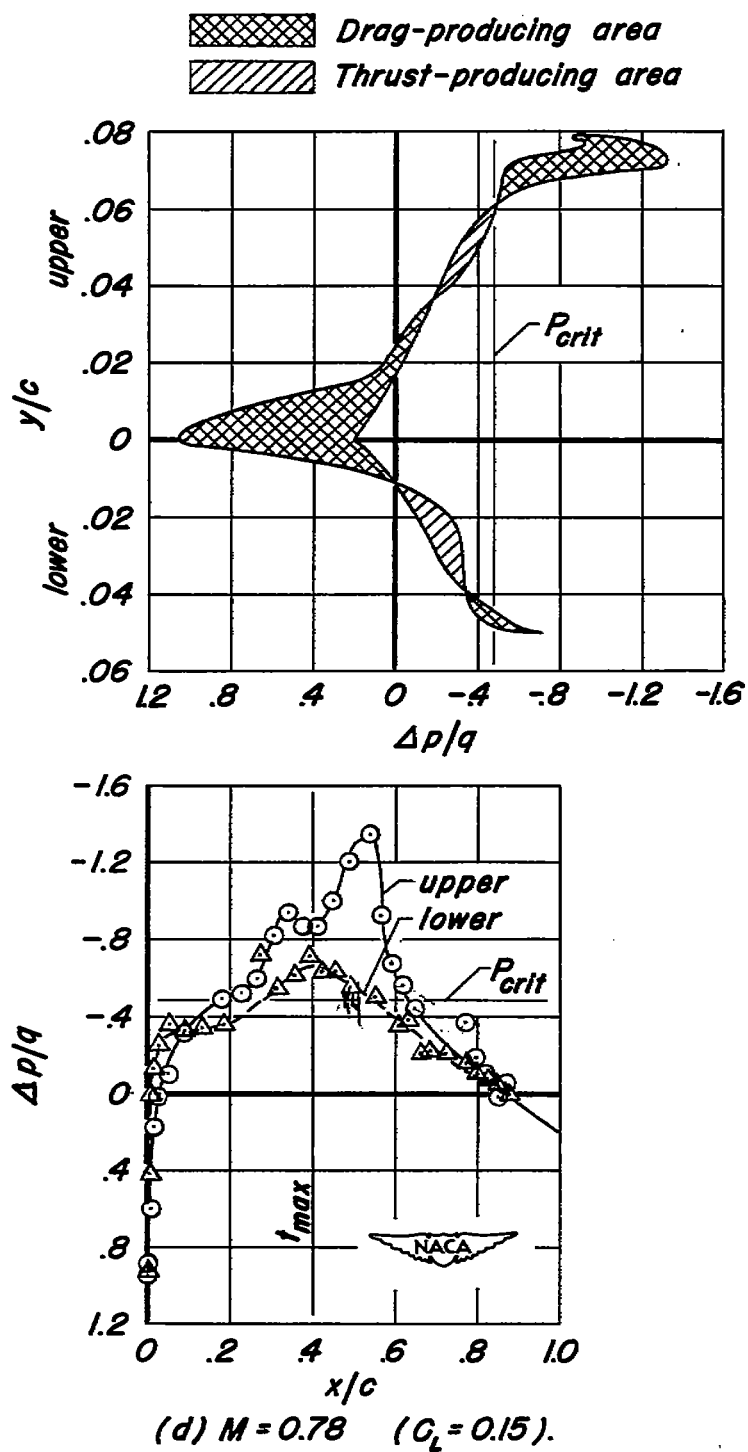 Drag-producing area
Thrust-producing area
.08
.06
.04
.02
0
.02
.04
.06
upper
y/c
lower
P_crit
1.2 .8 .4 0 -.4 -.8 -1.2 -1.6
Δp/q
-1.6
-1.2
-.8
-.4
0
.4
.8
1.2
Δp/q
upper
lower
P_crit
t_max
NACA
0 .2 .4 .6 .8 1.0
x/c
(d) M = 0.78 (C_L = 0.15).